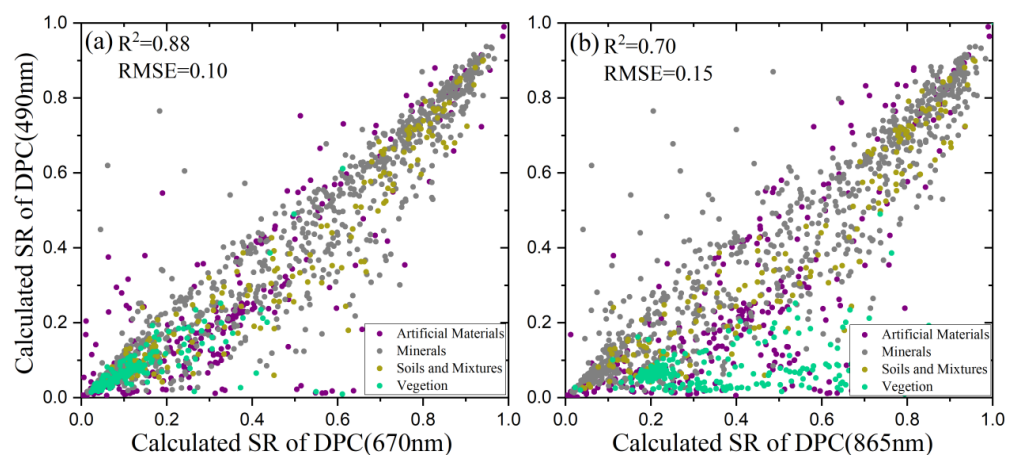 Calculated SR of DPC(490nm)
1.0
0.8
0.6
0.4
0.2
0.0
(a) R²=0.88
RMSE=0.10
Artificial Materials
Minerals
Soils and Mixtures
Vegetion
0.0 0.2 0.4 0.6 0.8 1.0
Calculated SR of DPC(670nm)
1.0
0.8
0.6
0.4
0.2
0.0
(b) R²=0.70
RMSE=0.15
Artificial Materials
Minerals
Soils and Mixtures
Vegetion
0.0 0.2 0.4 0.6 0.8 1.0
Calculated SR of DPC(865nm)